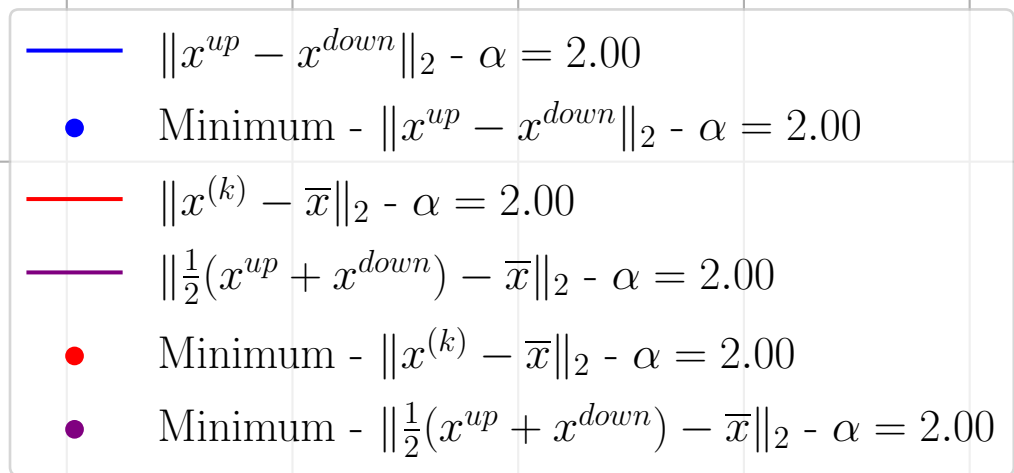 ‖x^{up} − x^{down}‖₂ - α = 2.00
Minimum - ‖x^{up} − x^{down}‖₂ - α = 2.00
‖x^{(k)} − x̅‖₂ - α = 2.00
‖½(x^{up} + x^{down}) − x̅‖₂ - α = 2.00
Minimum - ‖x^{(k)} − x̅‖₂ - α = 2.00
Minimum - ‖½(x^{up} + x^{down}) − x̅‖₂ - α = 2.00